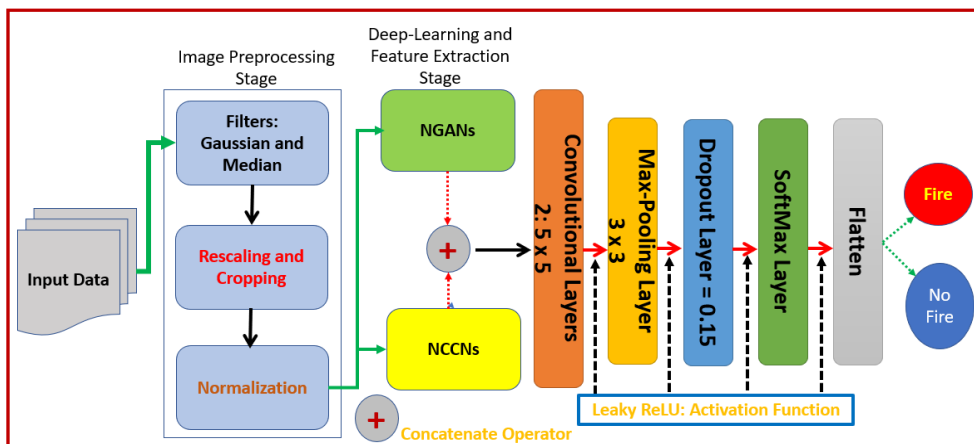 Image Preprocessing
Stage
Deep-Learning and
Feature Extraction
Stage
Input Data
Filters:
Gaussian and
Median
Rescaling and
Cropping
Normalization
NGANs
+
NCCNs
Convolutional Layers
2: 5 x 5
Max-Pooling Layer
3 x 3
Dropout Layer = 0.15
SoftMax Layer
Flatten
Fire
No
Fire
Leaky ReLU: Activation Function
+
Concatenate Operator